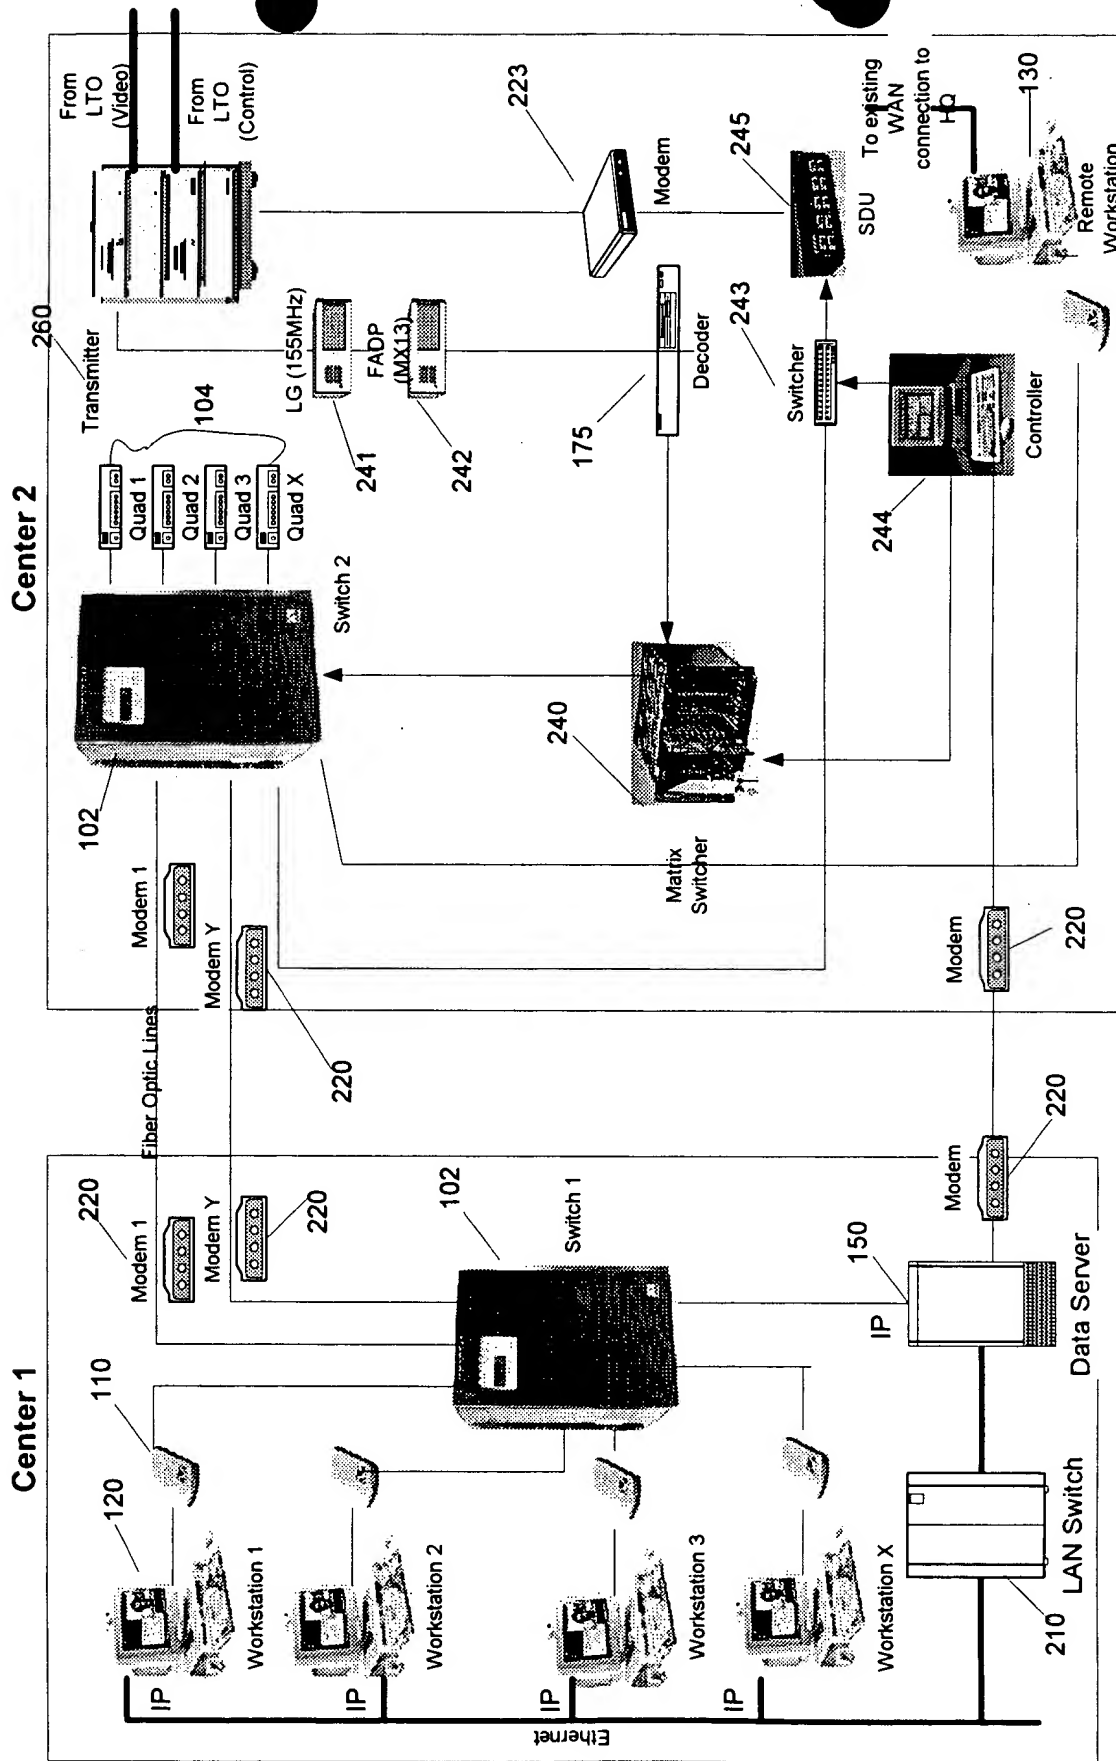 Center 1
Center 2
120
110
220
Modem 1
Modem Y
220
Fiber Optic Lines
Modem 1
Modem Y
220
102
Switch 2
Quad 1
Quad 2
Quad 3
Quad X
104
Transmitter
260
From
LTO
(Video)
From
LTO
(Control)
Workstation 1
Workstation 2
Workstation 3
Workstation X
IP
IP
IP
IP
Ethernet
102
Switch 1
LG (155MHz)
241
FADP
(MX13)
242
223
Modem
175
Decoder
240
Matrix
Switcher
243
Switcher
245
SDU
244
Controller
To existing
WAN
connection to
HQ
130
Remote
Workstation
150
IP
Data Server
Modem
220
Modem
220
210
LAN Switch